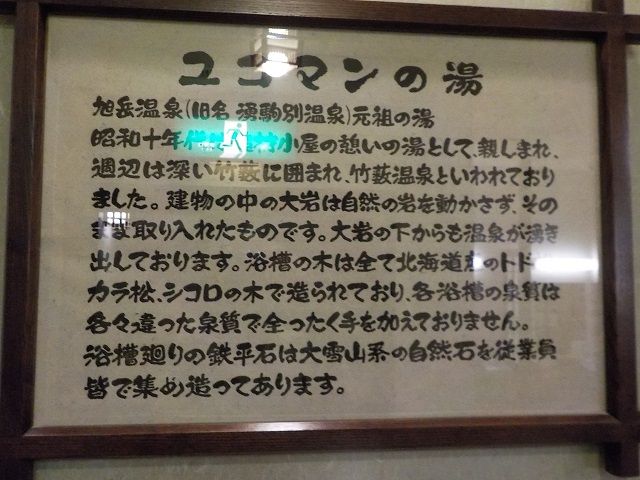 ユコマンの湯
旭岳温泉(旧名 湧駒別温泉)元祖の湯
昭和十年 小屋の憩いの湯として、親しまれ、
週辺は深い竹薮に囲まれ、竹薮温泉といわれており
ました。建物の中の大岩は自然の岩を動かさず、その
まま取り入れたものです。大岩の下からも温泉が湧き
出しております。浴槽の木は全て北海道産のトド
カラ松、シコロの木で造られており、各浴槽の泉質は
各々違った泉質で全ったく手を加えておりません。
浴槽廻りの鉄平石は大雪山系の自然石を従業員
皆で集め造ってあります。